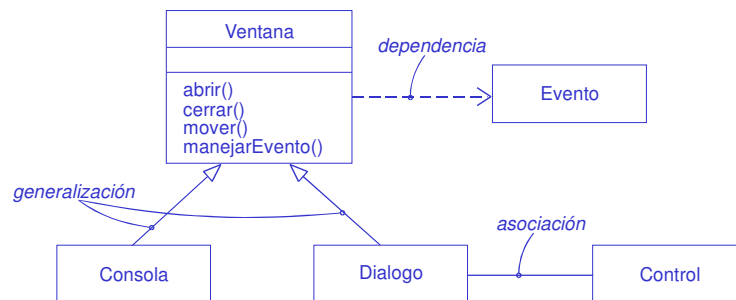 Ventana
dependencia
abrir()
cerrar()
mover()
manejarEvento()
Evento
generalización
asociación
Consola
Dialogo
Control